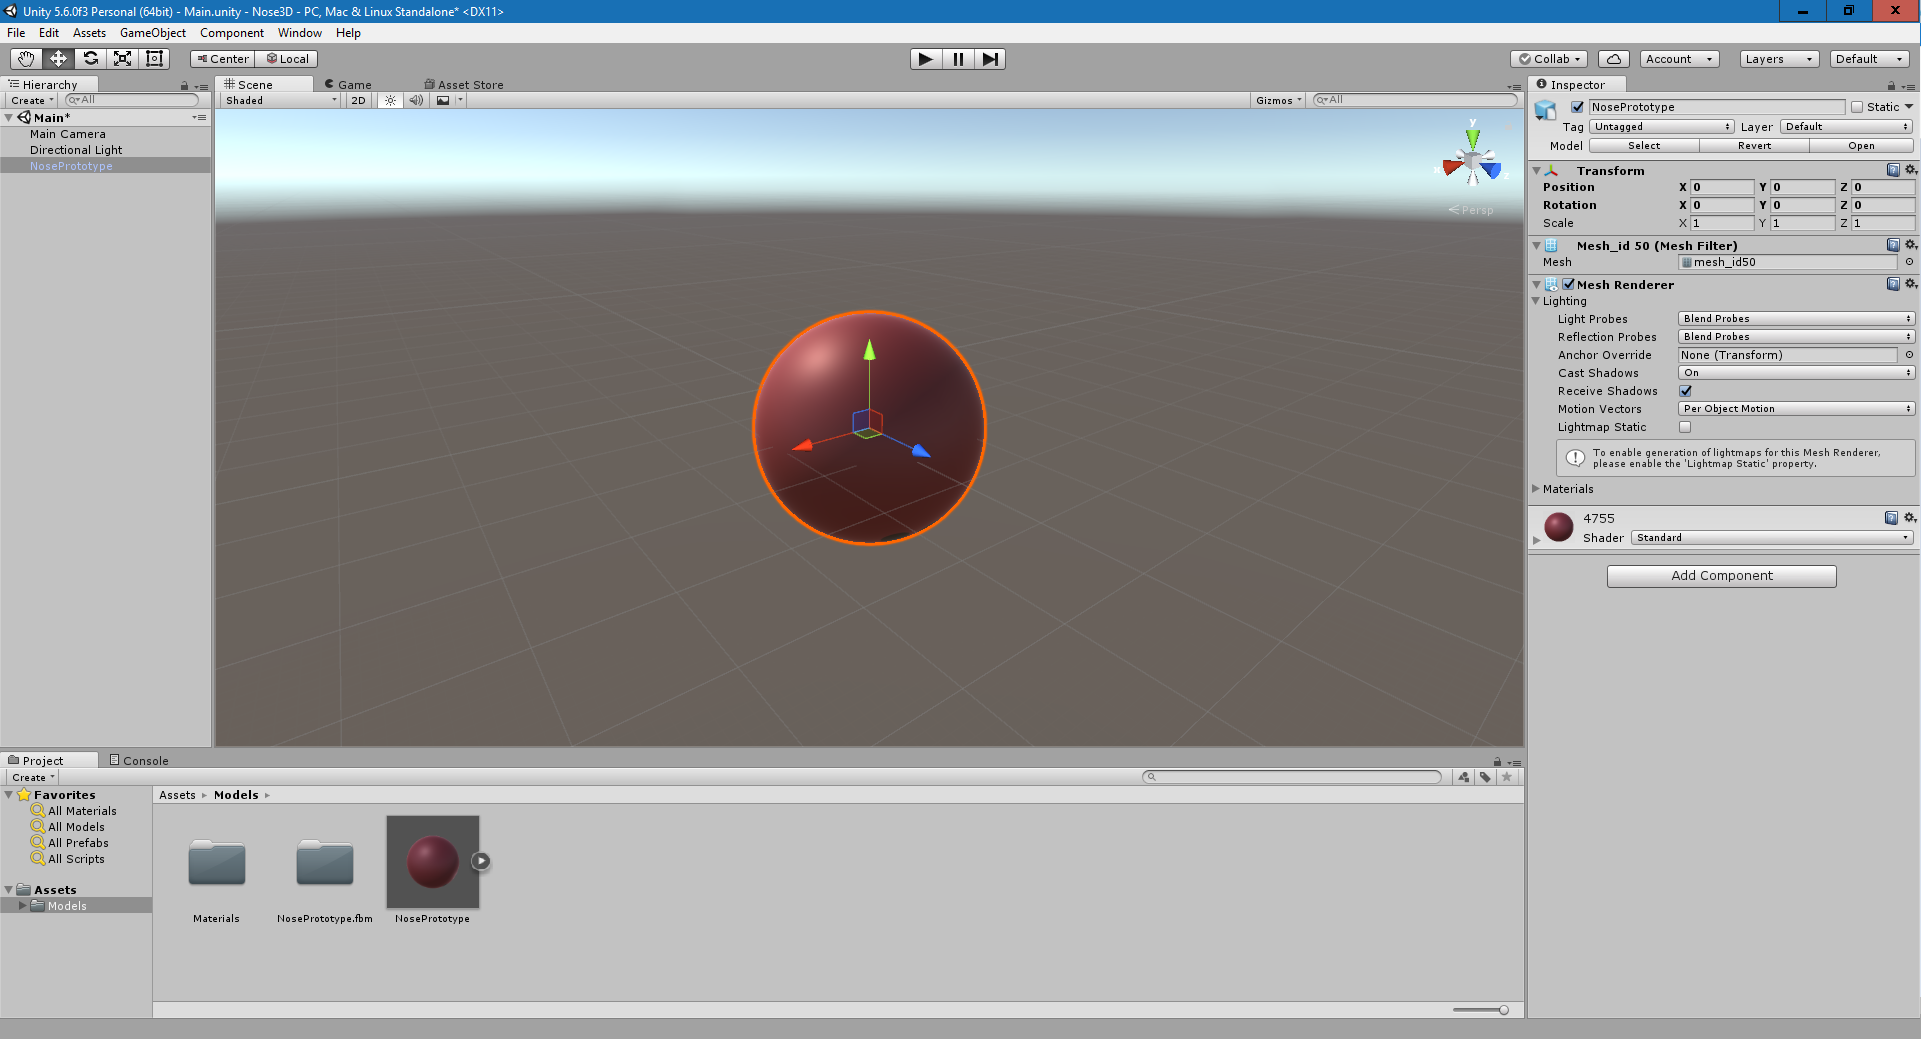 Unity 5.6.0f3 Personal (64bit) - Main.unity - Nose3D - PC, Mac & Linux Standalone* <DX11>
File Edit Assets GameObject Component Window Help
Center Local Collab Account Layers Default
Hierarchy
Create All
Main*
Main Camera
Directional Light
NosePrototype
Scene Game Asset Store
Shaded 2D Gizmos All
y
x
z
Persp
Inspector
NosePrototype Static
Tag Untagged Layer Default
Model Select Revert Open
Transform
Position X 0 Y 0 Z 0
Rotation X 0 Y 0 Z 0
Scale X 1 Y 1 Z 1
Mesh_id 50 (Mesh Filter)
Mesh mesh_id50
Mesh Renderer
Lighting
Light Probes Blend Probes
Reflection Probes Blend Probes
Anchor Override None (Transform)
Cast Shadows On
Receive Shadows
Motion Vectors Per Object Motion
Lightmap Static
To enable generation of lightmaps for this Mesh Renderer,
please enable the 'Lightmap Static' property.
Materials
4755
Shader Standard
Add Component
Project Console
Create
Favorites
All Materials
All Models
All Prefabs
All Scripts
Assets
Models
Assets Models
Materials NosePrototype.fbm NosePrototype